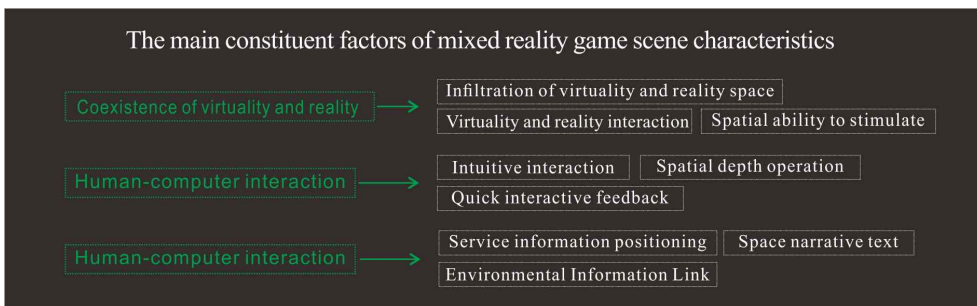 The main constituent factors of mixed reality game scene characteristics
Coexistence of virtuality and reality
Infiltration of virtuality and reality space
Virtuality and reality interaction
Spatial ability to stimulate
Human-computer interaction
Intuitive interaction
Spatial depth operation
Quick interactive feedback
Human-computer interaction
Service information positioning
Space narrative text
Environmental Information Link